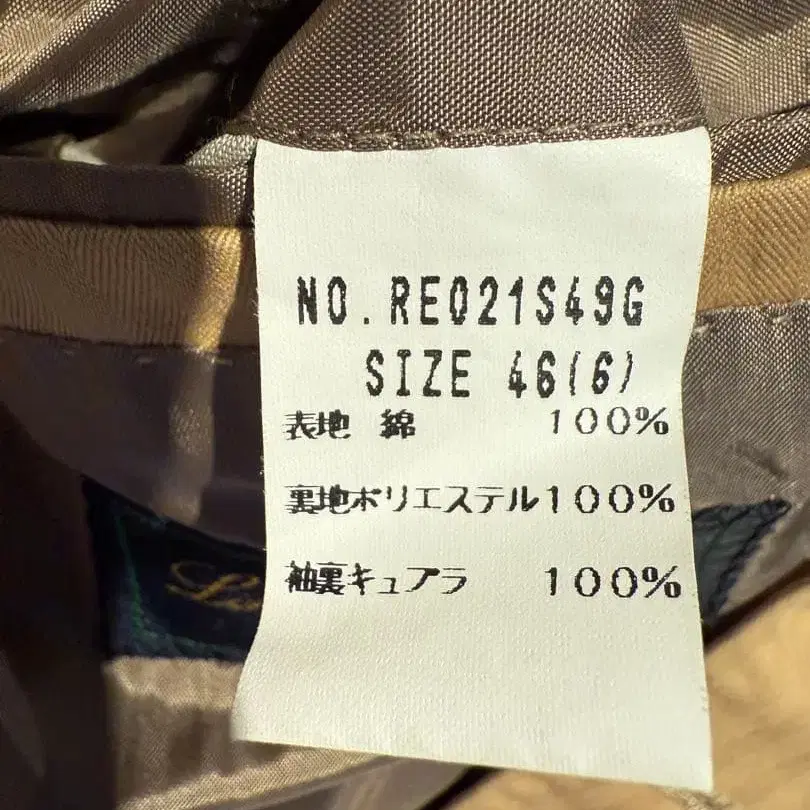 NO.RE021S49G
SIZE 46(6)
表地 綿 100%
裏地ポリエステル100%
袖裏キュアラ 100%